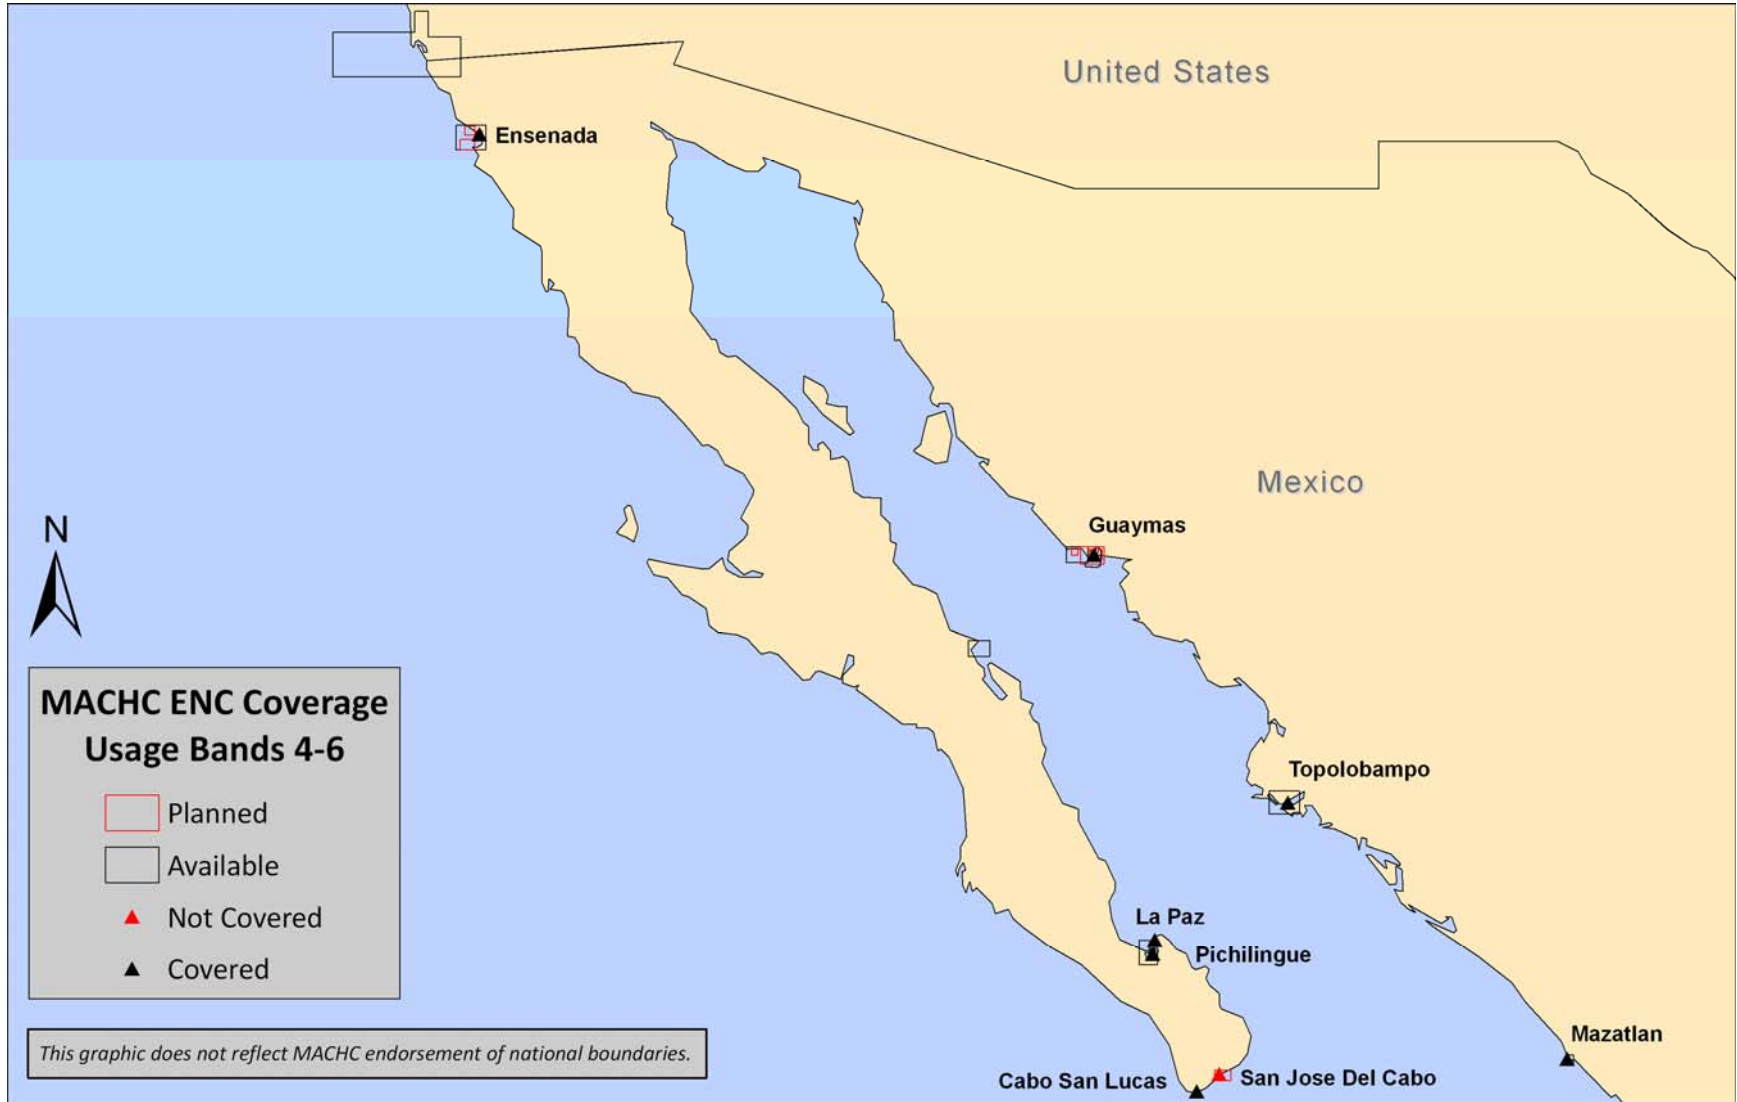 United States
Ensenada
Mexico
Guaymas
N
MACHC ENC Coverage
Usage Bands 4-6
Planned
Available
Not Covered
Covered
Topolobampo
La Paz
Pichilingue
Mazatlan
This graphic does not reflect MACHC endorsement of national boundaries.
Cabo San Lucas
San Jose Del Cabo